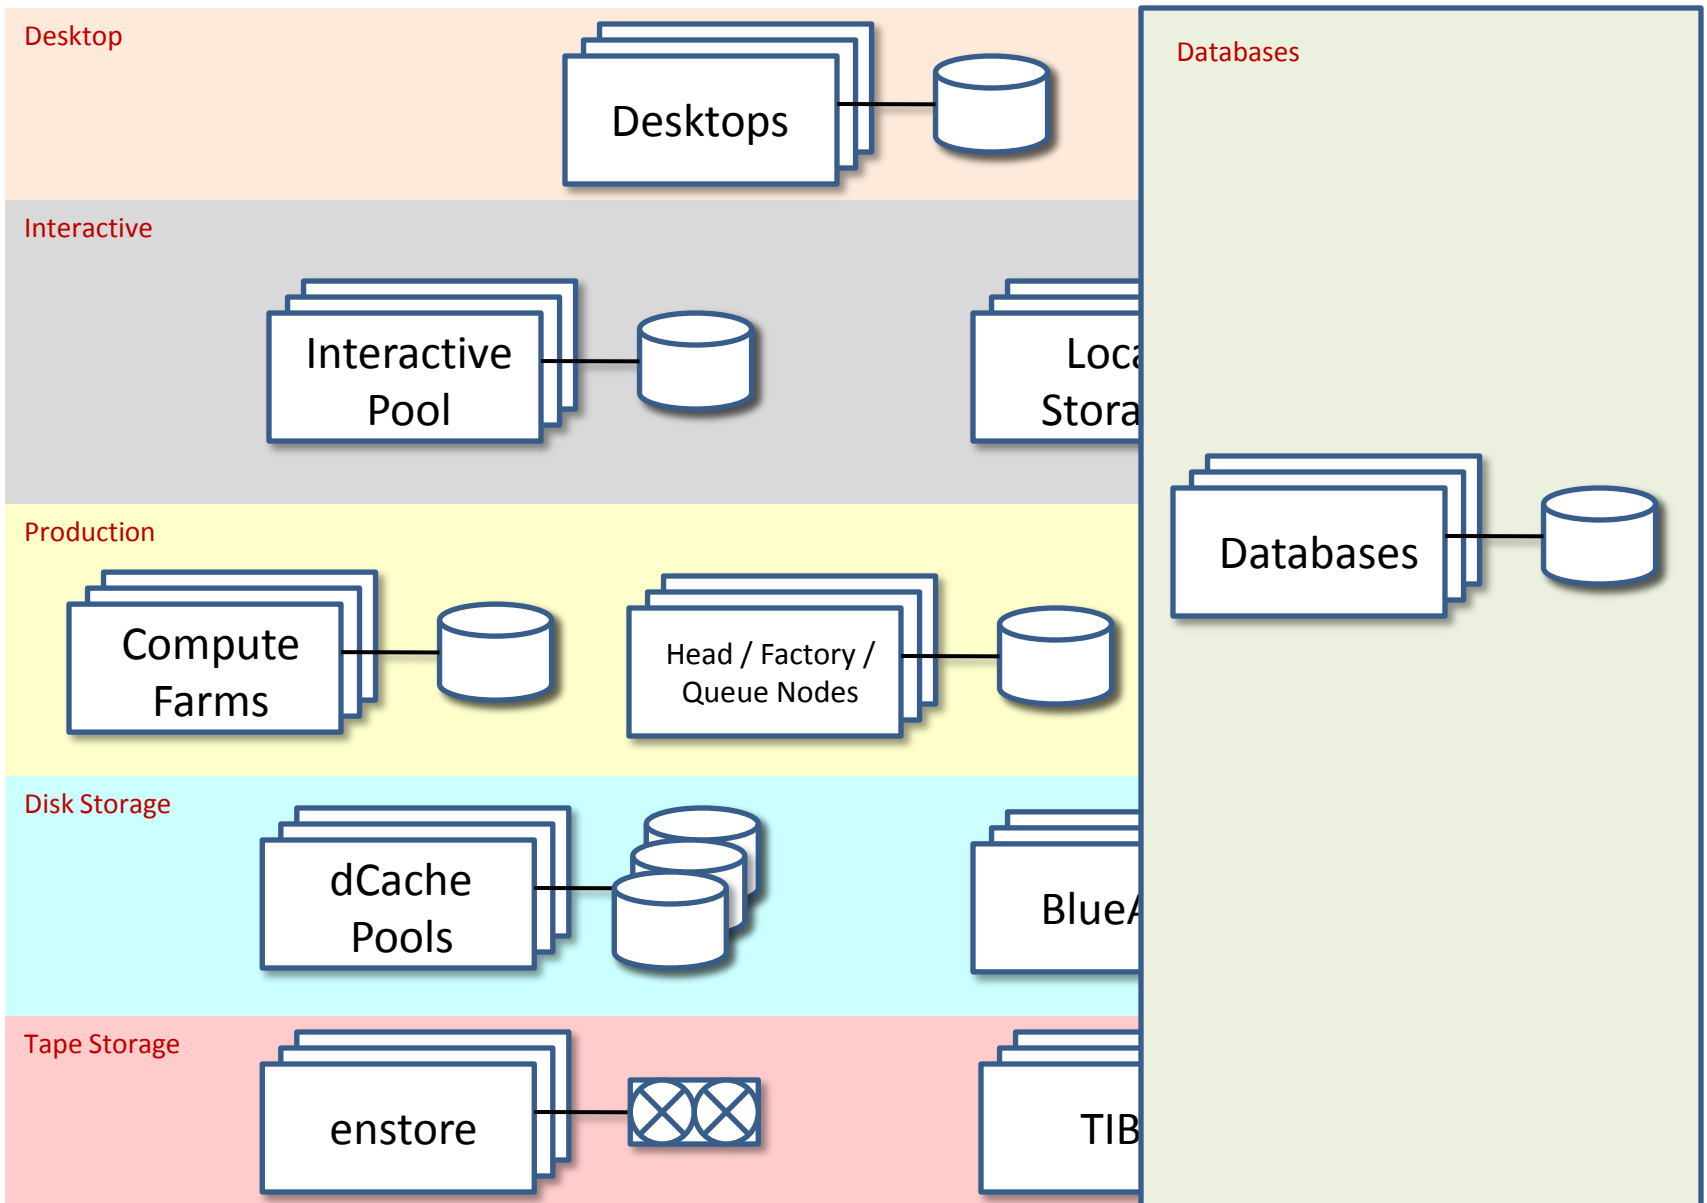 Desktop
Desktops
Databases
Interactive
Interactive
Pool
Production
Compute
Farms
Head / Factory /
Queue Nodes
Databases
Disk Storage
dCache
Pools
Tape Storage
enstore